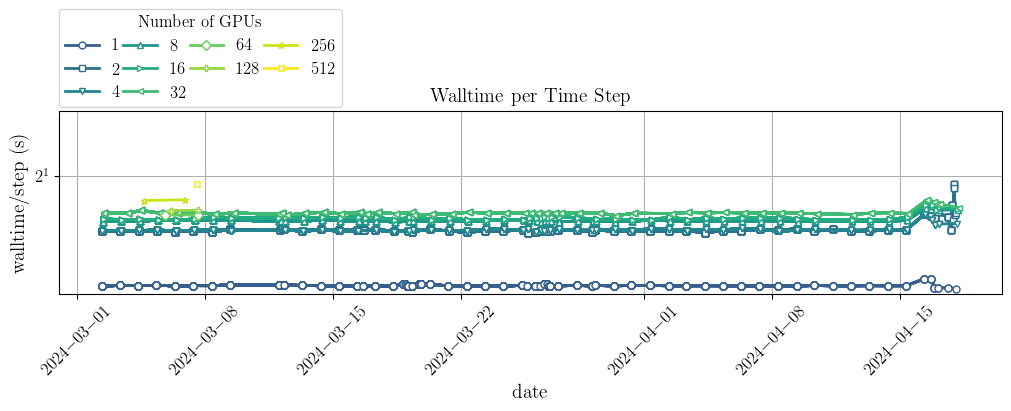 Number of GPUs
1 8 64 256
2 16 128 512
4 32
Walltime per Time Step
walltime/step (s)
2¹
2024−03−01 2024−03−08 2024−03−15 2024−03−22 2024−04−01 2024−04−08 2024−04−15
date